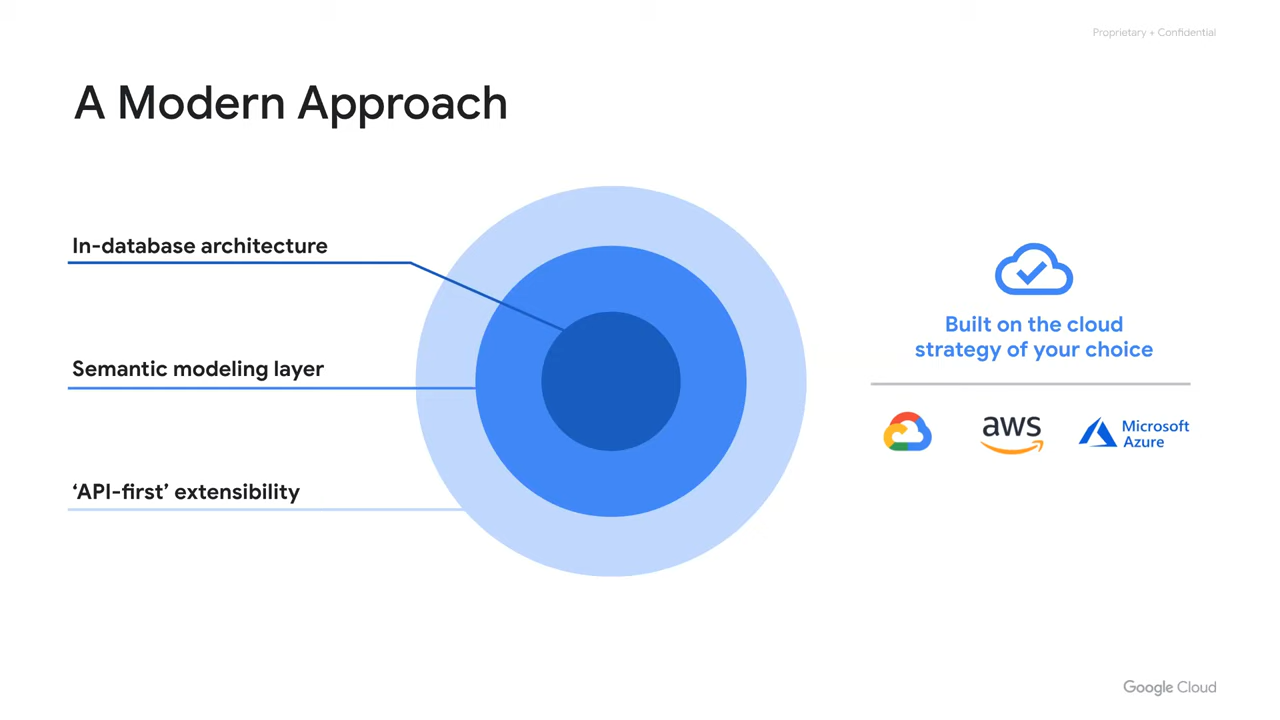 Proprietary + Confidential
A Modern Approach
In-database architecture
Semantic modeling layer
‘API-first’ extensibility
Built on the cloud
strategy of your choice
aws
Microsoft
Azure
Google Cloud